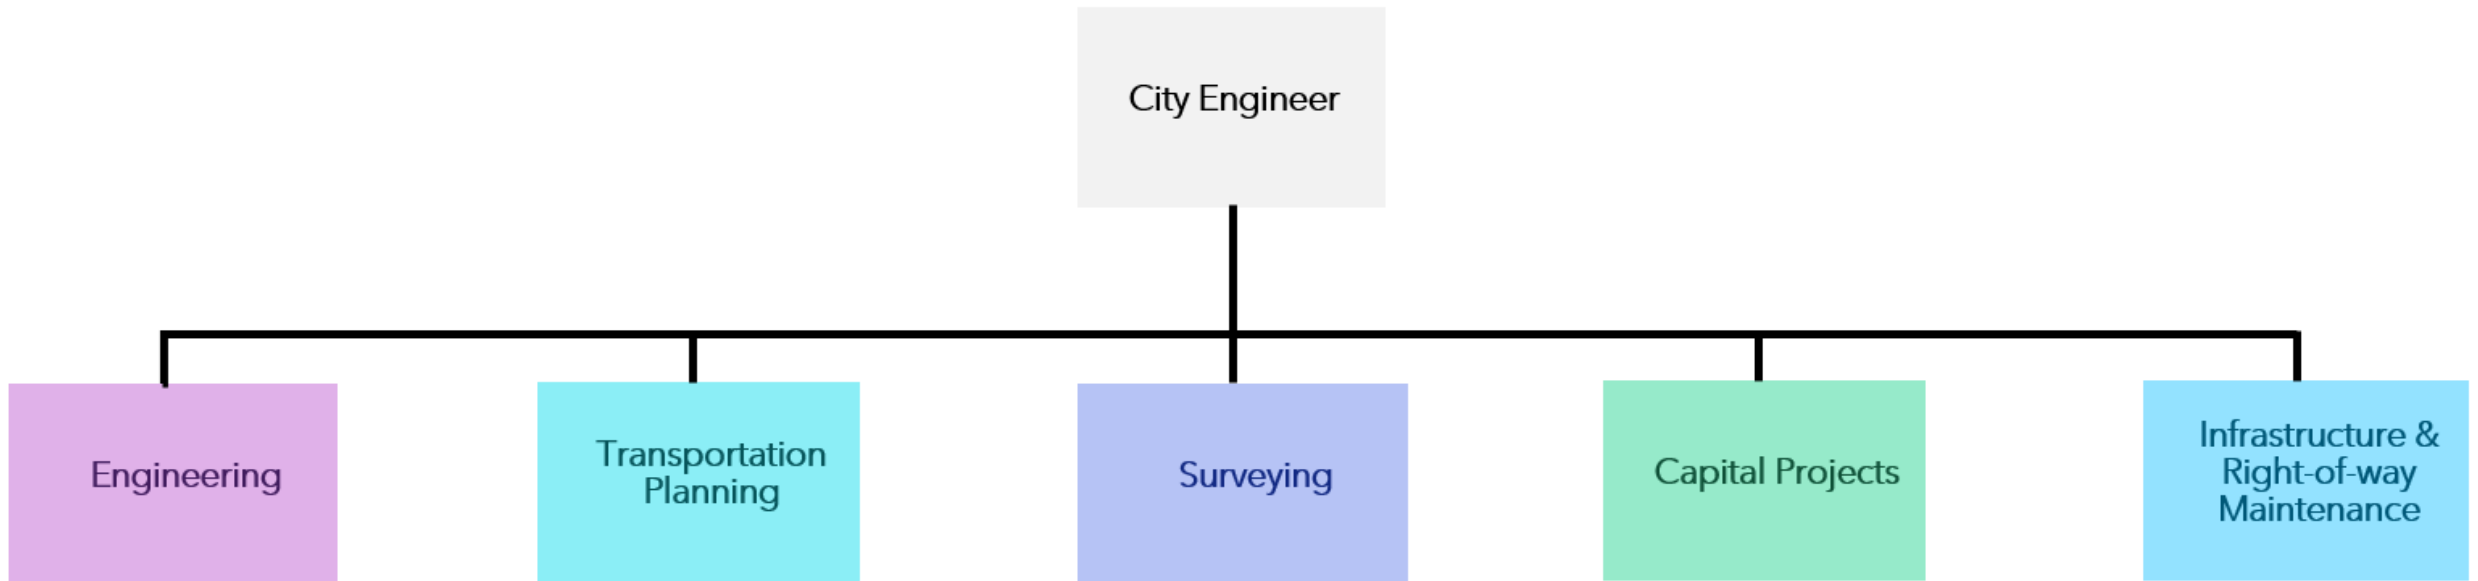 City Engineer
Engineering
Transportation
Planning
Surveying
Capital Projects
Infrastructure &
Right-of-way
Maintenance